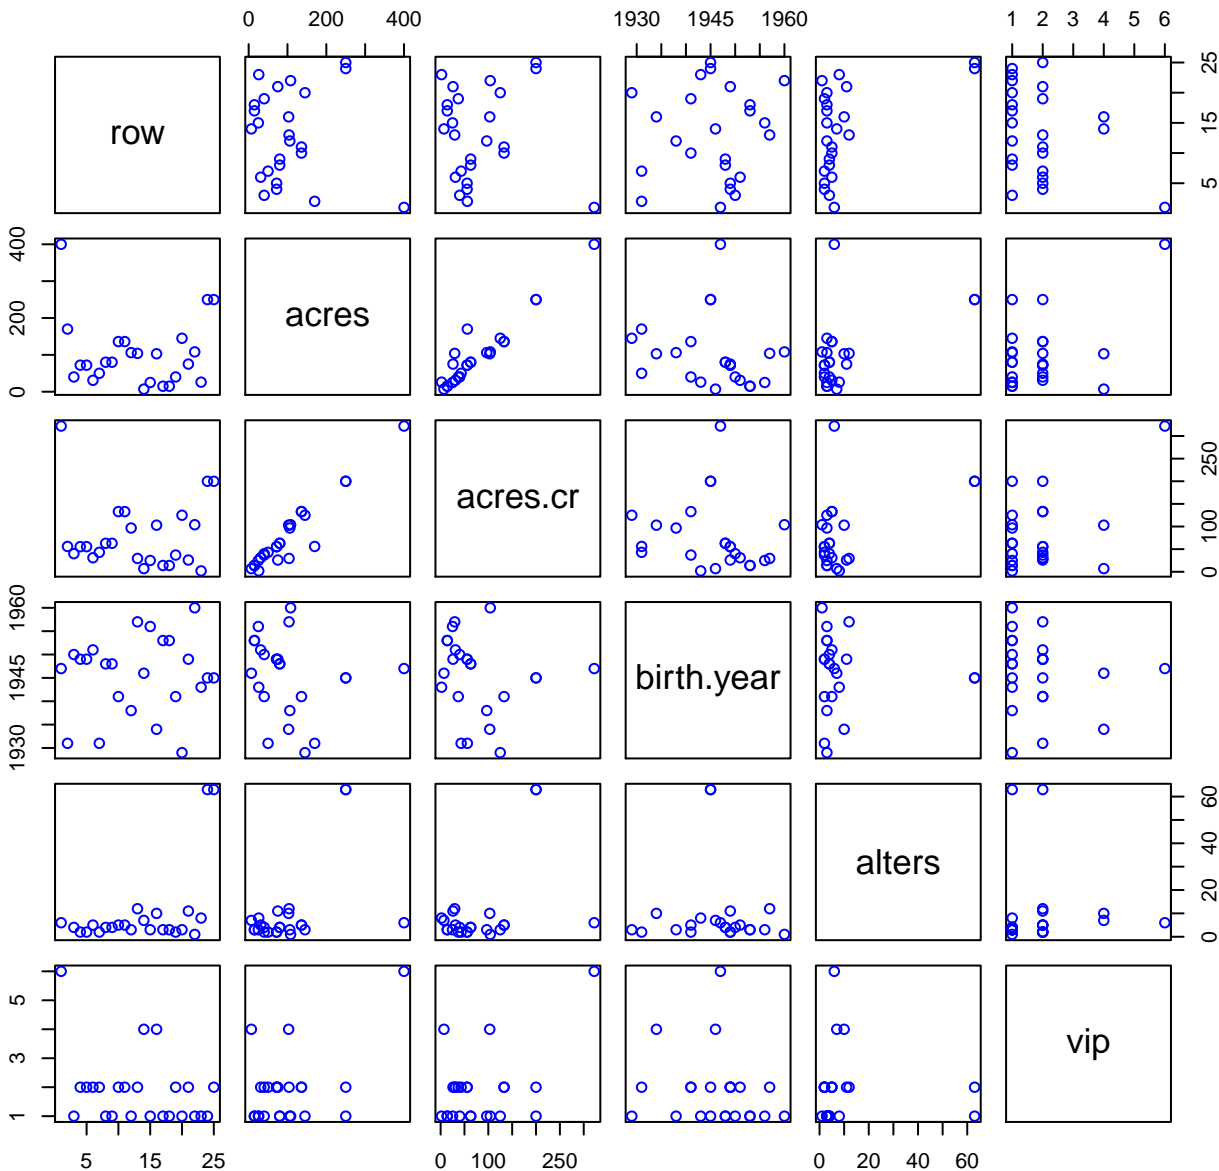 0 200 400 1930 1945 1960 1 2 3 4 5 6
row 5 15 25
0 200 400 acres
acres.cr 0 100 250
1930 1945 1960 birth.year
alters 0 20 40 60
1 3 5 vip
5 15 25 0 100 250 0 20 40 60